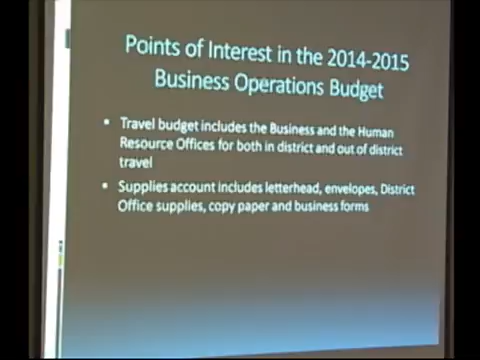 Points of Interest in the 2014-2015
Business Operations Budget
▪ Travel budget includes the Business and the Human
Resource Offices for both in district and out of district
travel
▪ Supplies account includes letterhead, envelopes, District
Office supplies, copy paper and business forms